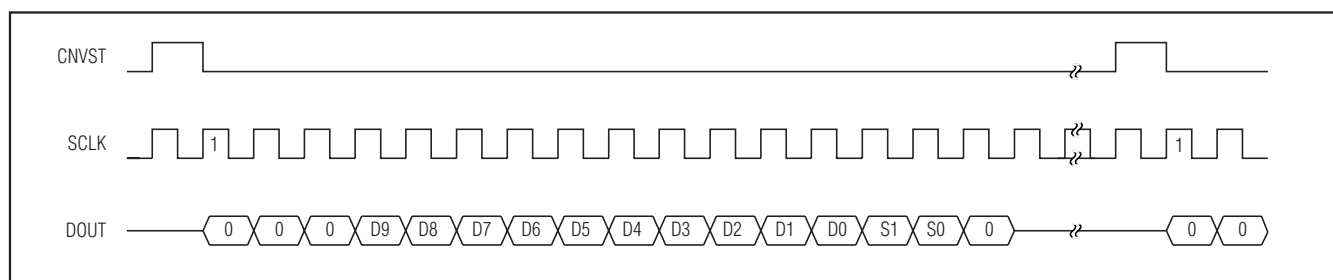 CNVST
SCLK 1 1
DOUT 0 0 0 D9 D8 D7 D6 D5 D4 D3 D2 D1 D0 S1 S0 0 0 0